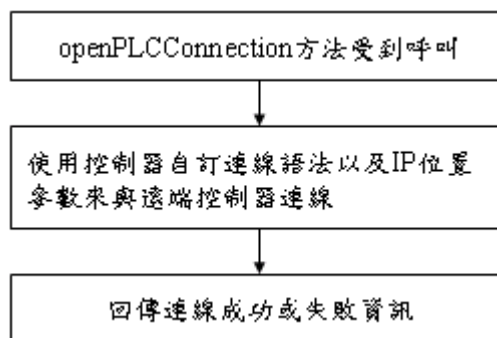 openPLCConnection方法受到呼叫
使用控制器自訂連線語法以及IP位置
參數來與遠端控制器連線
回傳連線成功或失敗資訊